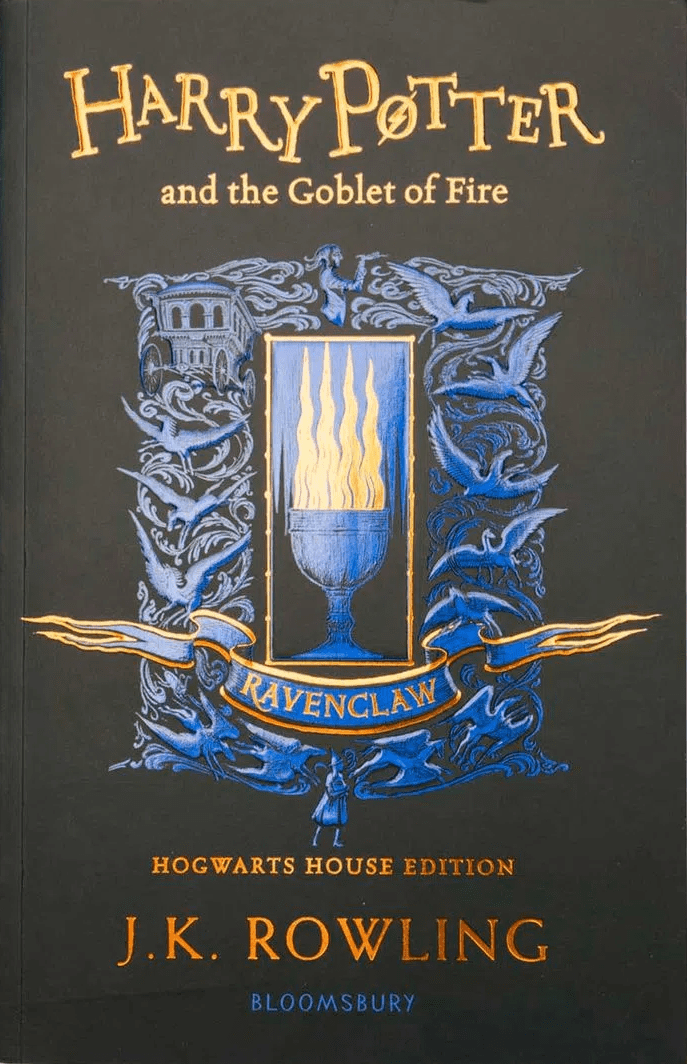 HARRY POTTER
and the Goblet of Fire
RAVENCLAW
HOGWARTS HOUSE EDITION
J.K. ROWLING
BLOOMSBURY